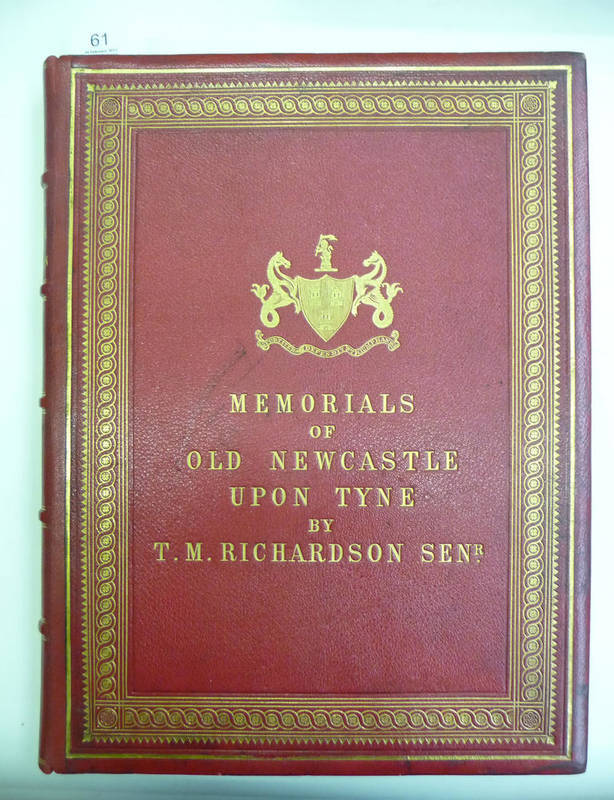 61
MEMORIALS
OF
OLD NEWCASTLE
UPON TYNE
BY
T. M. RICHARDSON SENR.